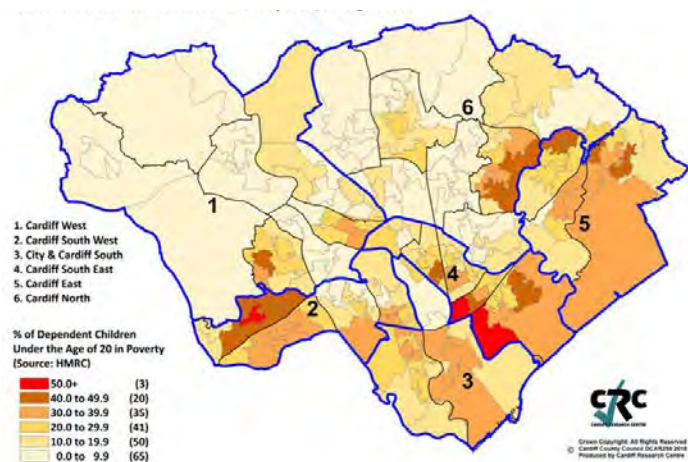 6
1
5
4
2
3
1. Cardiff West
2. Cardiff South West
3. City & Cardiff South
4. Cardiff South East
5. Cardiff East
6. Cardiff North
% of Dependent Children
Under the Age of 20 in Poverty
(Source: HMRC)
50.0+ (3)
40.0 to 49.9 (20)
30.0 to 39.9 (35)
20.0 to 29.9 (41)
10.0 to 19.9 (50)
0.0 to 9.9 (65)
CRC
CARDIFF RESEARCH CENTRE
Crown Copyright. All Rights Reserved
© Cardiff County Council 2018
Produced by Cardiff Research Centre